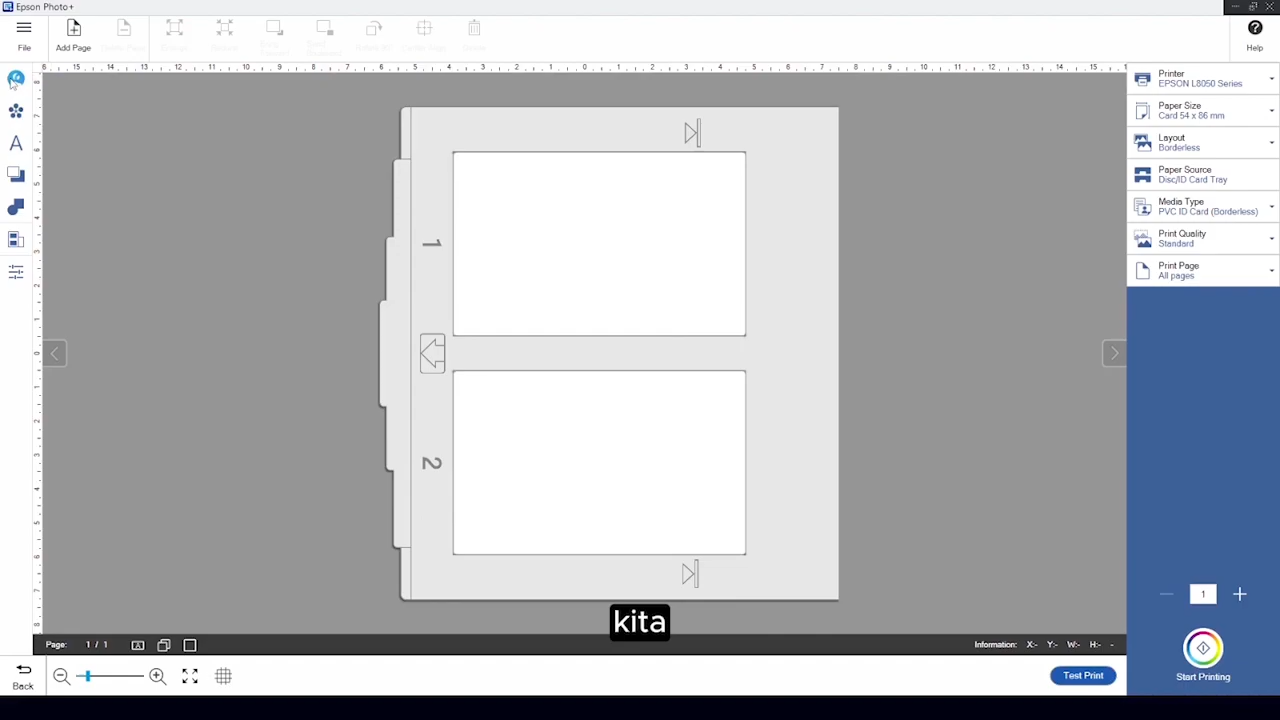 Epson Photo+
File
Add Page
Help
Printer
EPSON L8050 Series
Paper Size
Card 54 x 86 mm
Layout
Borderless
Paper Source
Disc/ID Card Tray
Media Type
PVC ID Card (Borderless)
Print Quality
Standard
Print Page
All pages
A
1
2
kita
1
Start Printing
Page: 1 / 1
Information: X:- Y:- W:- H:- -
Back
Test Print